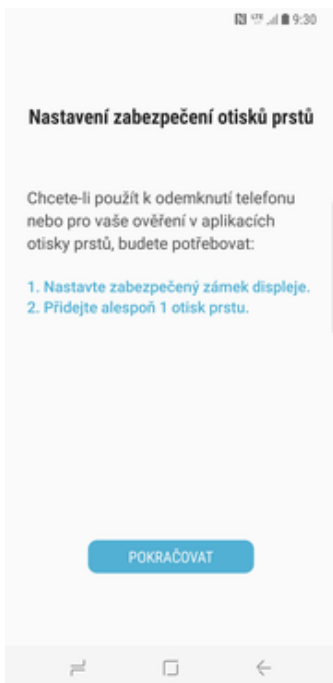 LTE 9:30
Nastavení zabezpečení otisků prstů
Chcete-li použít k odemknutí telefonu
nebo pro vaše ověření v aplikacích
otisky prstů, budete potřebovat:
1. Nastavte zabezpečený zámek displeje.
2. Přidejte alespoň 1 otisk prstu.
POKRAČOVAT